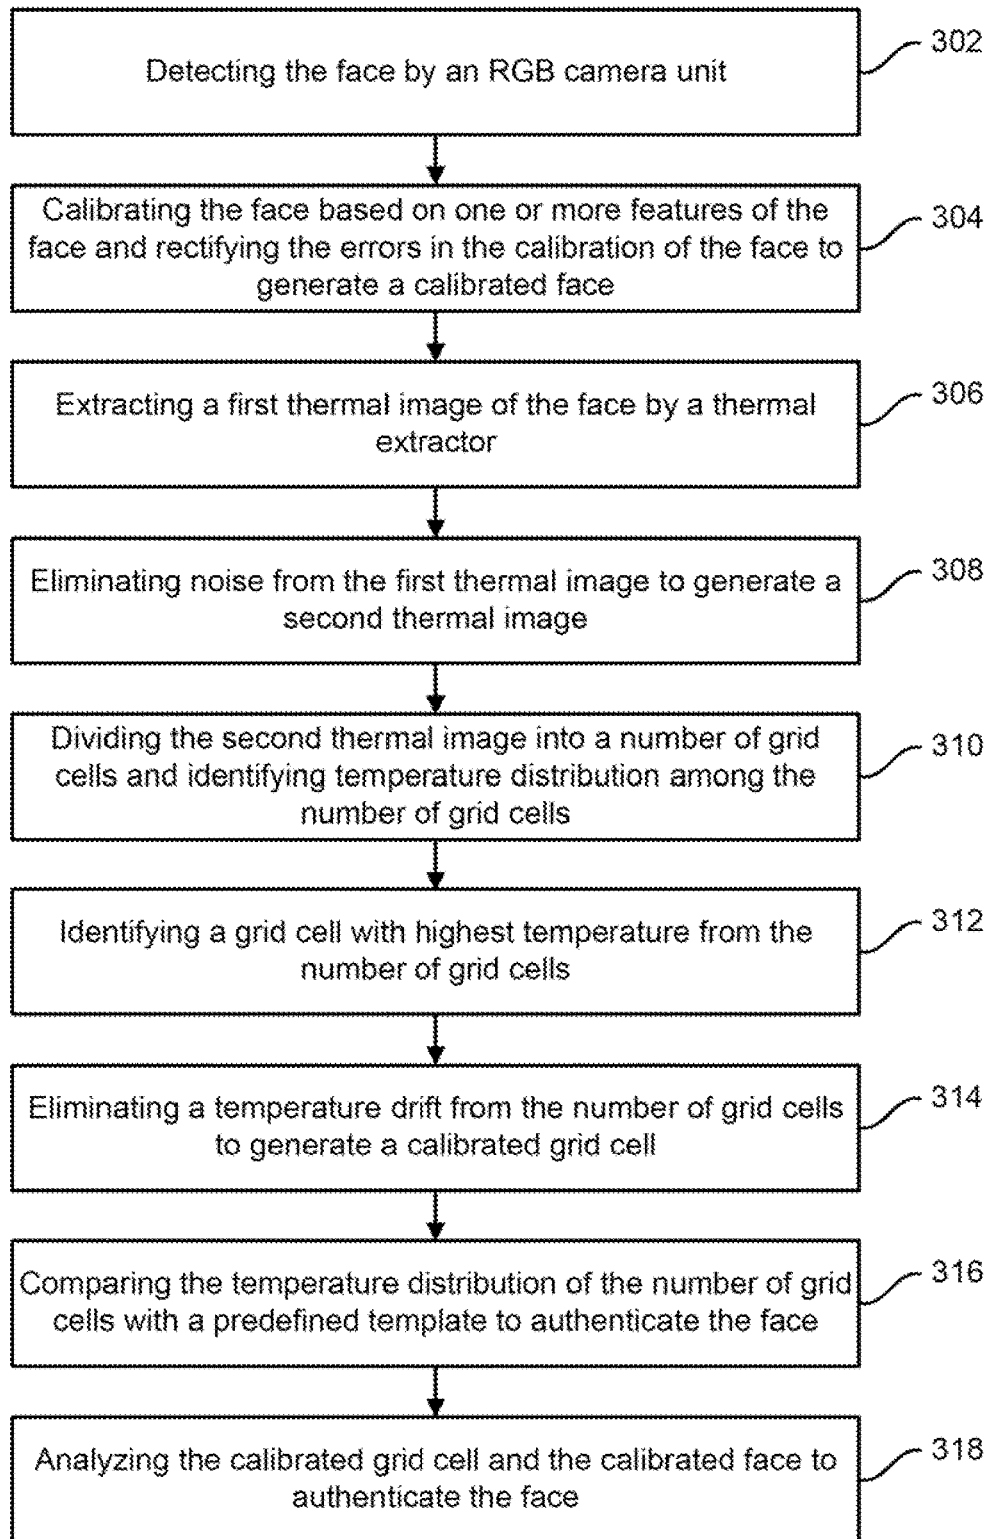 Detecting the face by an RGB camera unit
302
Calibrating the face based on one or more features of the
face and rectifying the errors in the calibration of the face to
generate a calibrated face
304
Extracting a first thermal image of the face by a thermal
extractor
306
Eliminating noise from the first thermal image to generate a
second thermal image
308
Dividing the second thermal image into a number of grid
cells and identifying temperature distribution among the
number of grid cells
310
Identifying a grid cell with highest temperature from the
number of grid cells
312
Eliminating a temperature drift from the number of grid cells
to generate a calibrated grid cell
314
Comparing the temperature distribution of the number of grid
cells with a predefined template to authenticate the face
316
Analyzing the calibrated grid cell and the calibrated face to
authenticate the face
318